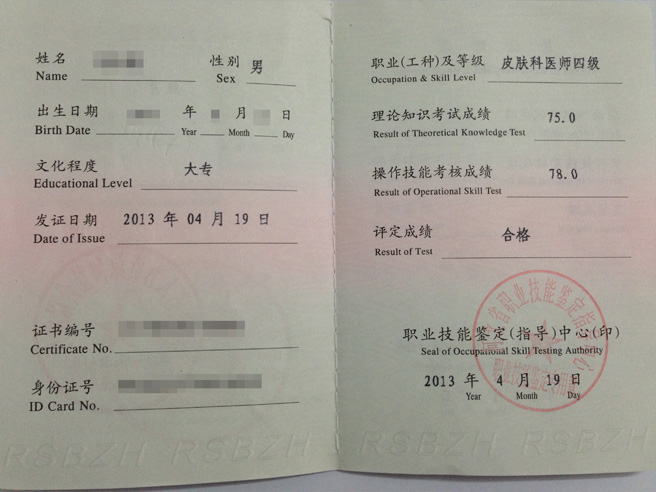 姓名 性别 男
Name Sex
出生日期 年 月 日
Birth Date Year Month Day
文化程度 大专
Educational Level
发证日期 2013 年 04 月 19 日
Date of Issue
证书编号
Certificate No.
身份证号
ID Card No.
RSBZH
职业(工种)及等级 皮肤科医师四级
Occupation & Skill Level
理论知识考试成绩 75.0
Result of Theoretical Knowledge Test
操作技能考核成绩 78.0
Result of Operational Skill Test
评定成绩 合格
Result of Test
职业技能鉴定(指导)中心(印)
Seal of Occupational Skill Testing Authority
2013 年 4 月 19 日
Year Month Day
RSBZH